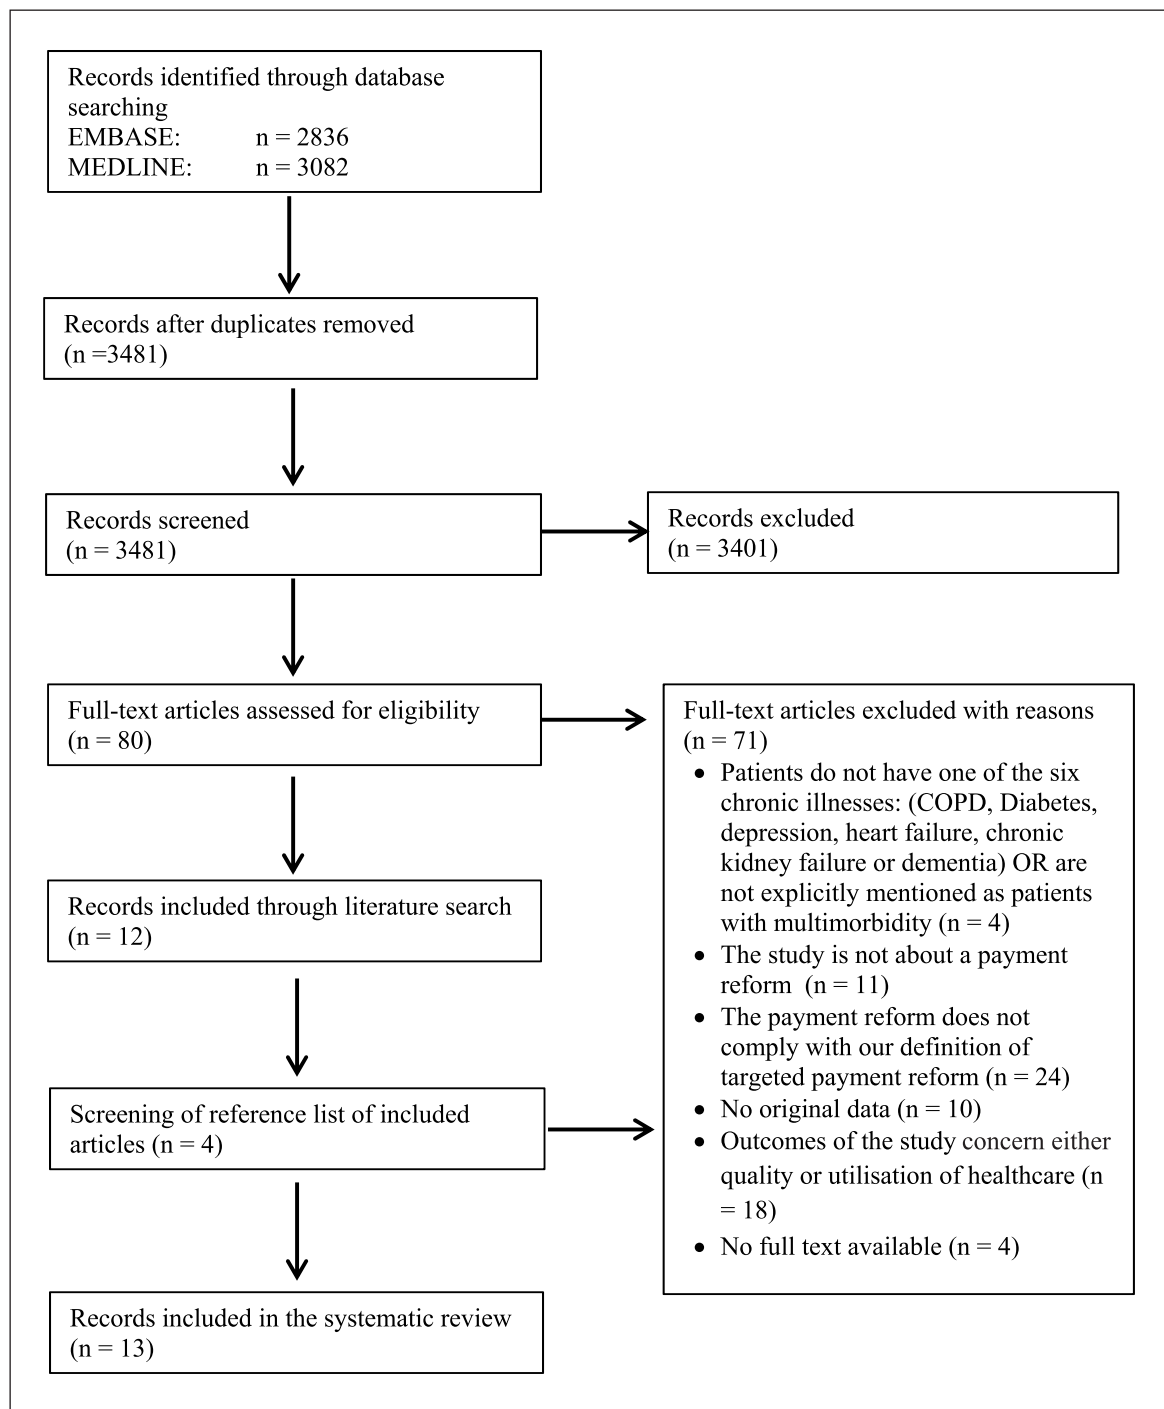 Records identified through database
searching
EMBASE: n = 2836
MEDLINE: n = 3082
Records after duplicates removed
(n =3481)
Records screened
(n = 3481)
Records excluded
(n = 3401)
Full-text articles assessed for eligibility
(n = 80)
Full-text articles excluded with reasons
(n = 71)
• Patients do not have one of the six
chronic illnesses: (COPD, Diabetes,
depression, heart failure, chronic
kidney failure or dementia) OR are
not explicitly mentioned as patients
with multimorbidity (n = 4)
• The study is not about a payment
reform (n = 11)
• The payment reform does not
comply with our definition of
targeted payment reform (n = 24)
• No original data (n = 10)
• Outcomes of the study concern either
quality or utilisation of healthcare (n
= 18)
• No full text available (n = 4)
Records included through literature search
(n = 12)
Screening of reference list of included
articles (n = 4)
Records included in the systematic review
(n = 13)